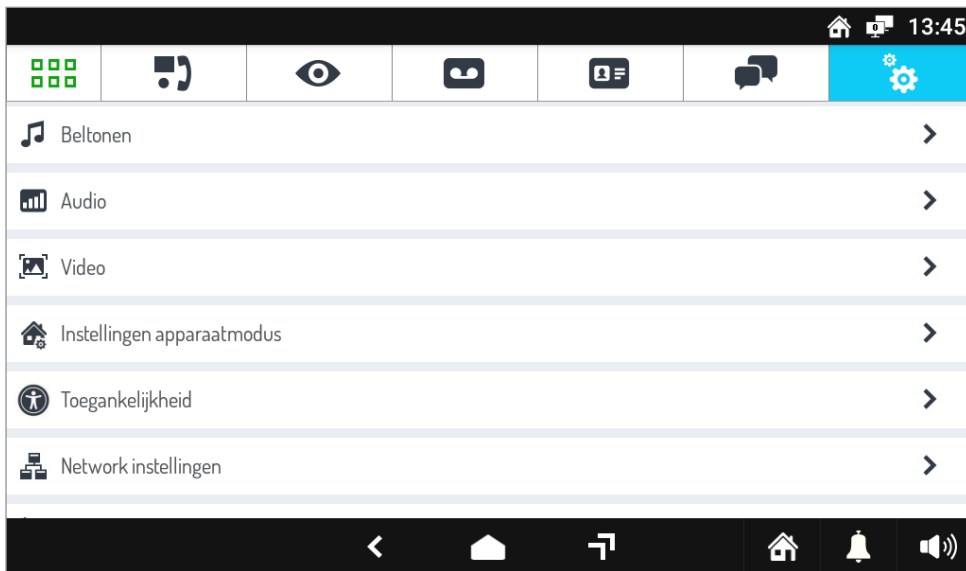 13:45
Beltonen
Audio
Video
Instellingen apparaatmodus
Toegankelijkheid
Network instellingen